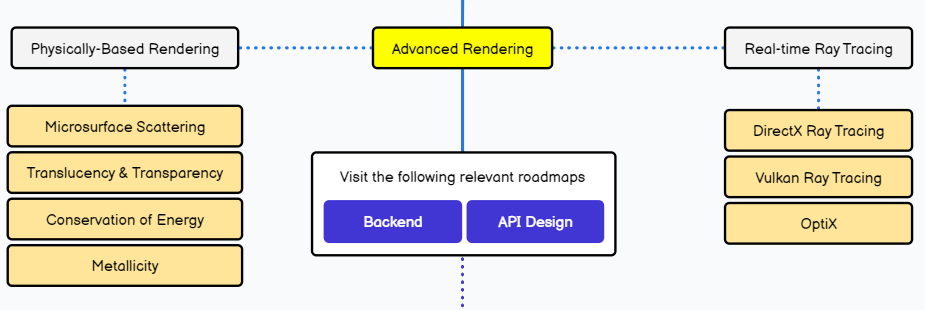 Physically-Based Rendering
Advanced Rendering
Real-time Ray Tracing
Microsurface Scattering
Translucency & Transparency
Conservation of Energy
Metallicity
Visit the following relevant roadmaps
Backend
API Design
DirectX Ray Tracing
Vulkan Ray Tracing
OptiX